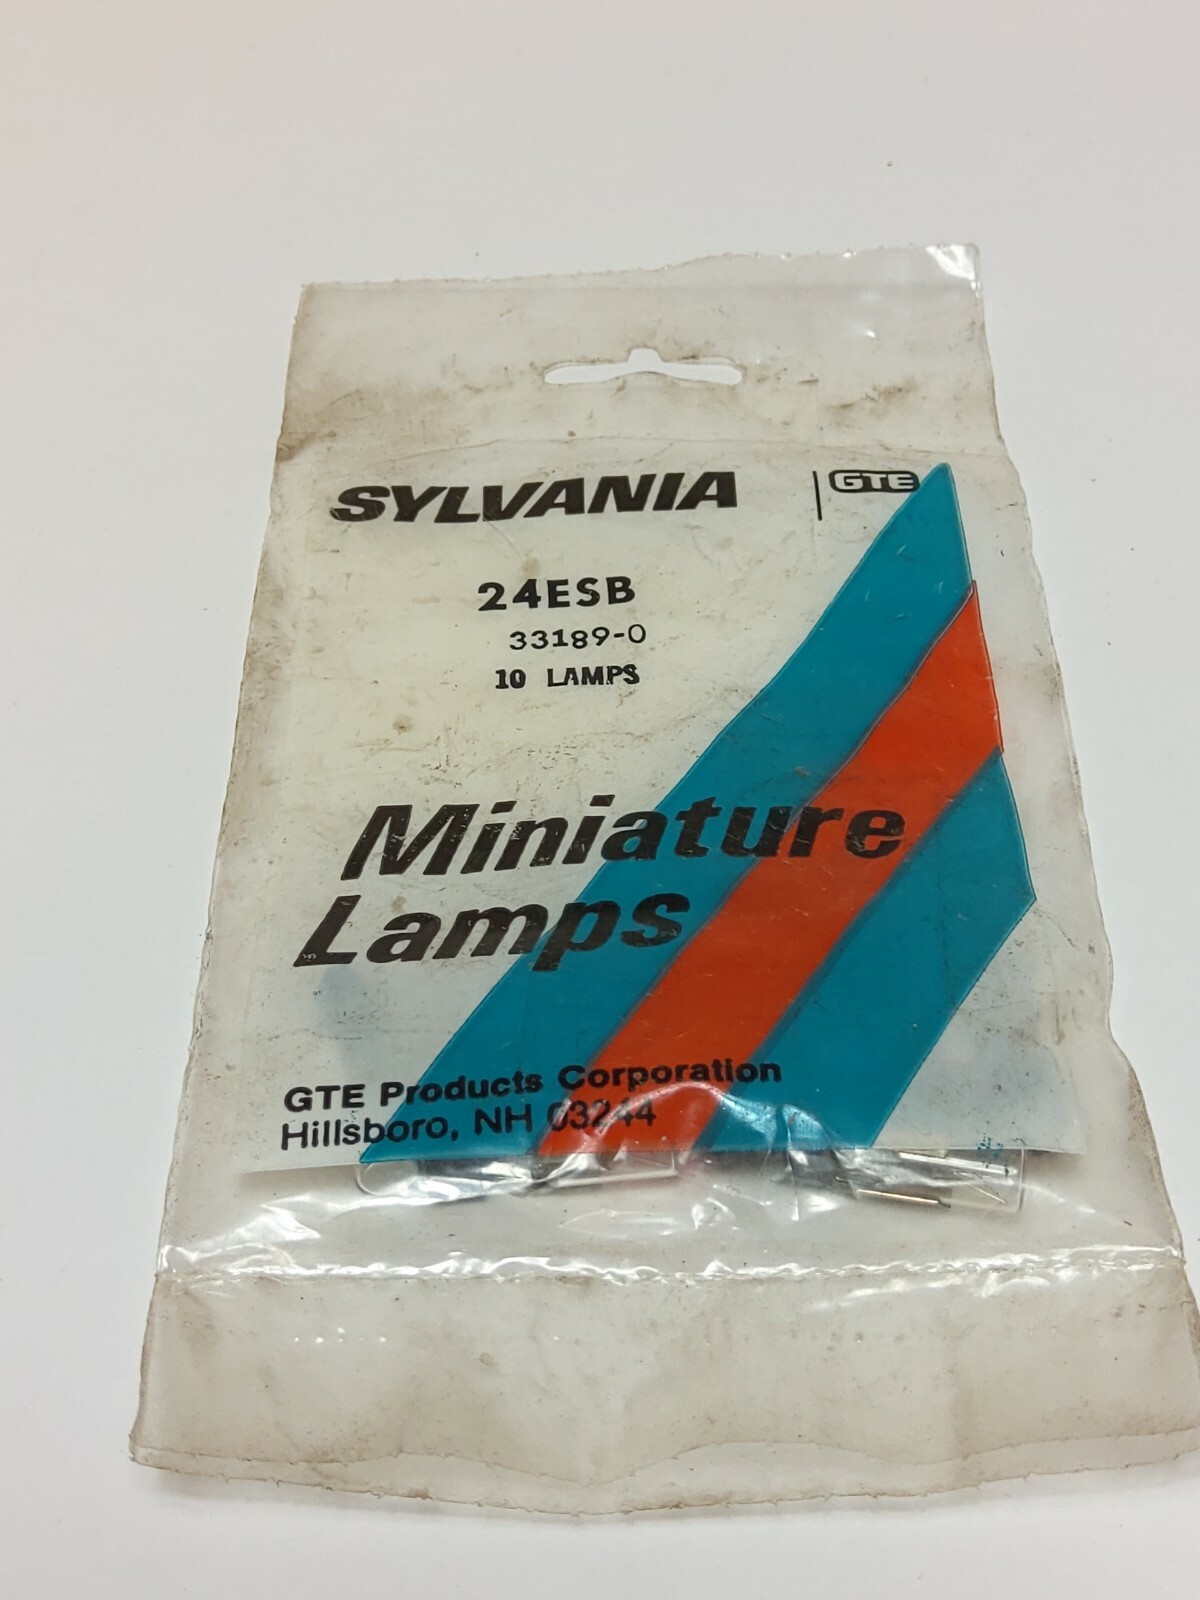 SYLVANIA
GTE
24ESB
33189-0
10 LAMPS
Miniature
Lamps
GTE Products Corporation
Hillsboro, NH 03244